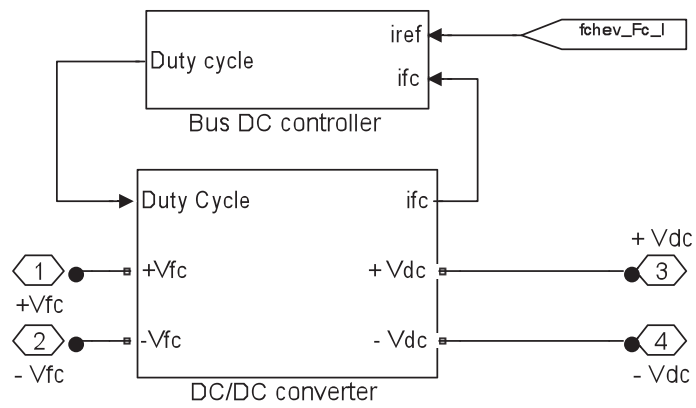 fchev_Fc_I
iref
Duty cycle
ifc
Bus DC controller
Duty Cycle
ifc
+ Vdc
1
+Vfc
+ Vdc
3
+Vfc
2
-Vfc
- Vdc
4
- Vfc
- Vdc
DC/DC converter